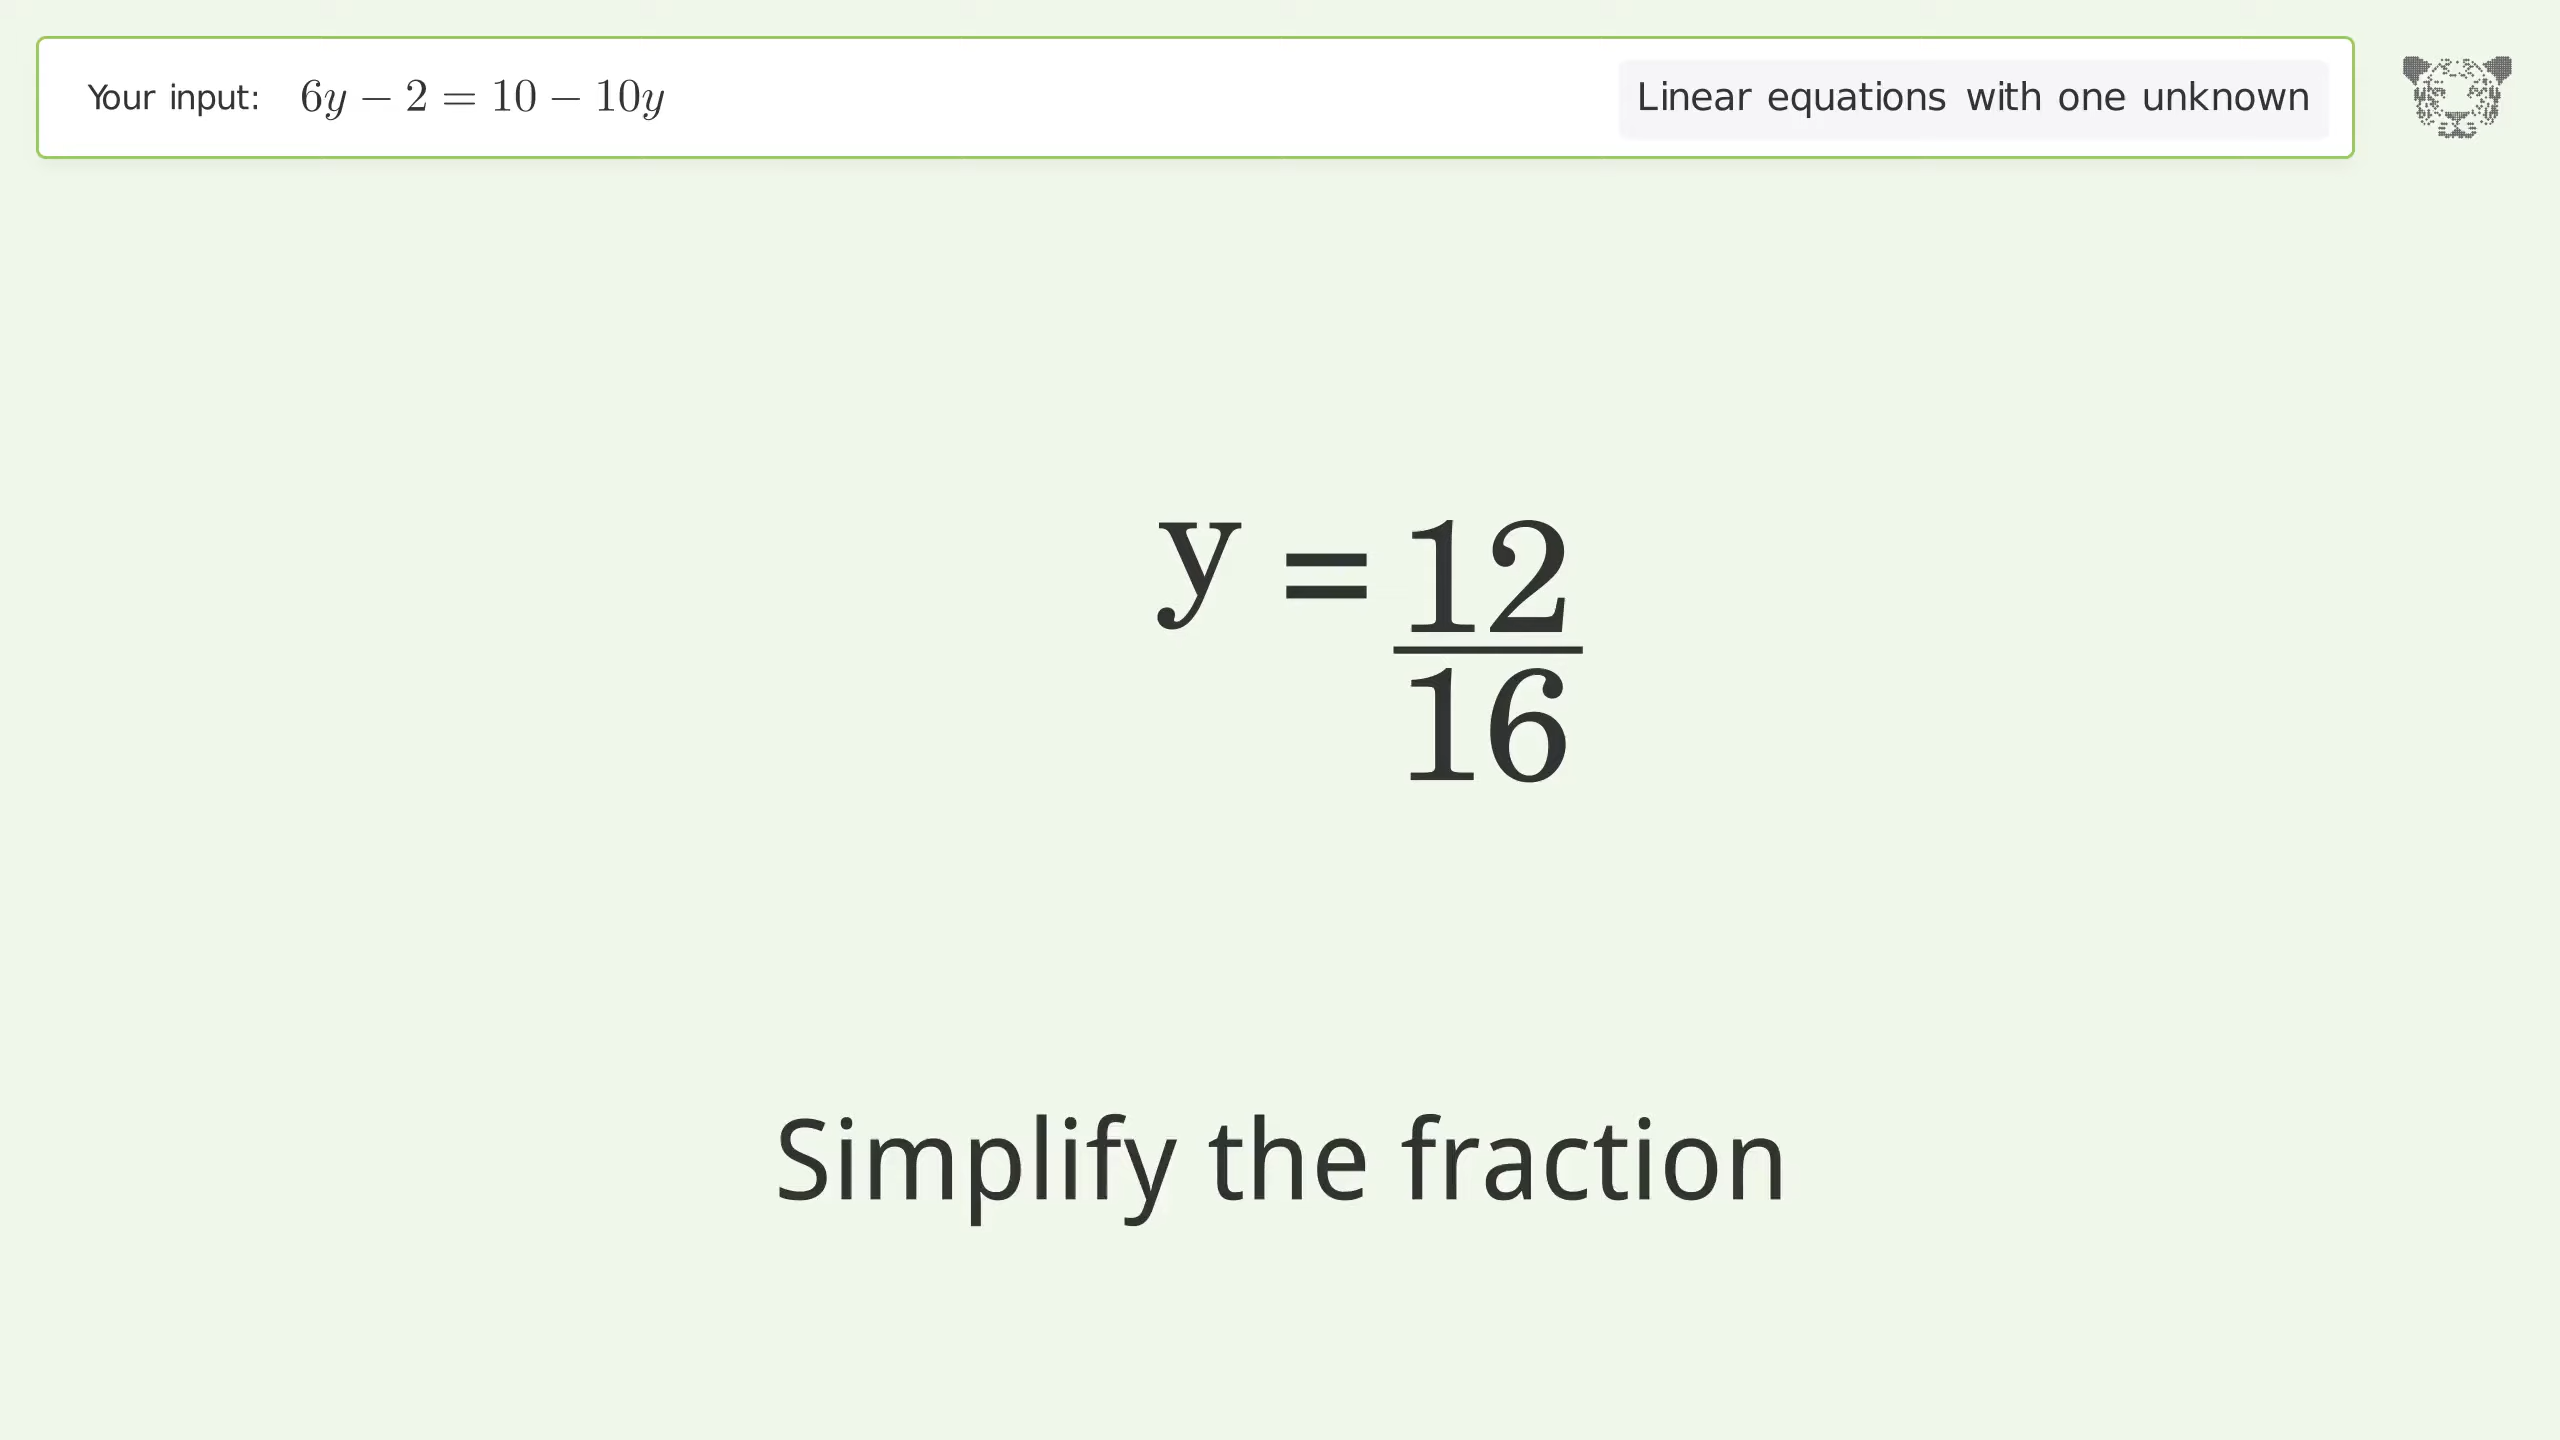 Your input: 6y − 2 = 10 − 10y
Linear equations with one unknown
y = 12/16
Simplify the fraction